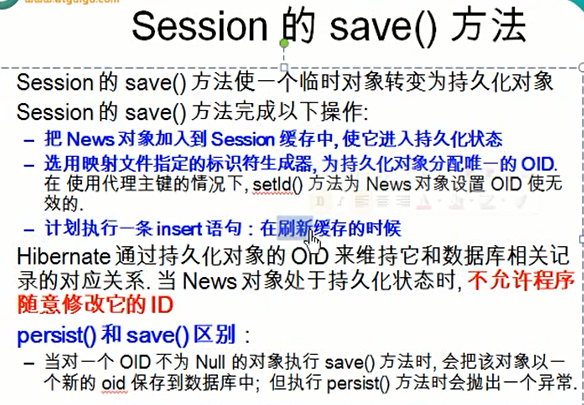 www.atguigu.com
Session 的 save() 方法
Session 的 save() 方法使一个临时对象转变为持久化对象
Session 的 save() 方法完成以下操作:
– 把 News 对象加入到 Session 缓存中, 使它进入持久化状态
– 选用映射文件指定的标识符生成器, 为持久化对象分配唯一的 OID.
在 使用代理主键的情况下, setId() 方法为 News 对象设置 OID 使无
效的.
– 计划执行一条 insert 语句：在刷新缓存的时候
Hibernate 通过持久化对象的 OID 来维持它和数据库相关记
录的对应关系. 当 News 对象处于持久化状态时, 不允许程序
随意修改它的 ID
persist() 和 save() 区别：
– 当对一个 OID 不为 Null 的对象执行 save() 方法时, 会把该对象以一
个新的 oid 保存到数据库中;  但执行 persist() 方法时会抛出一个异常.